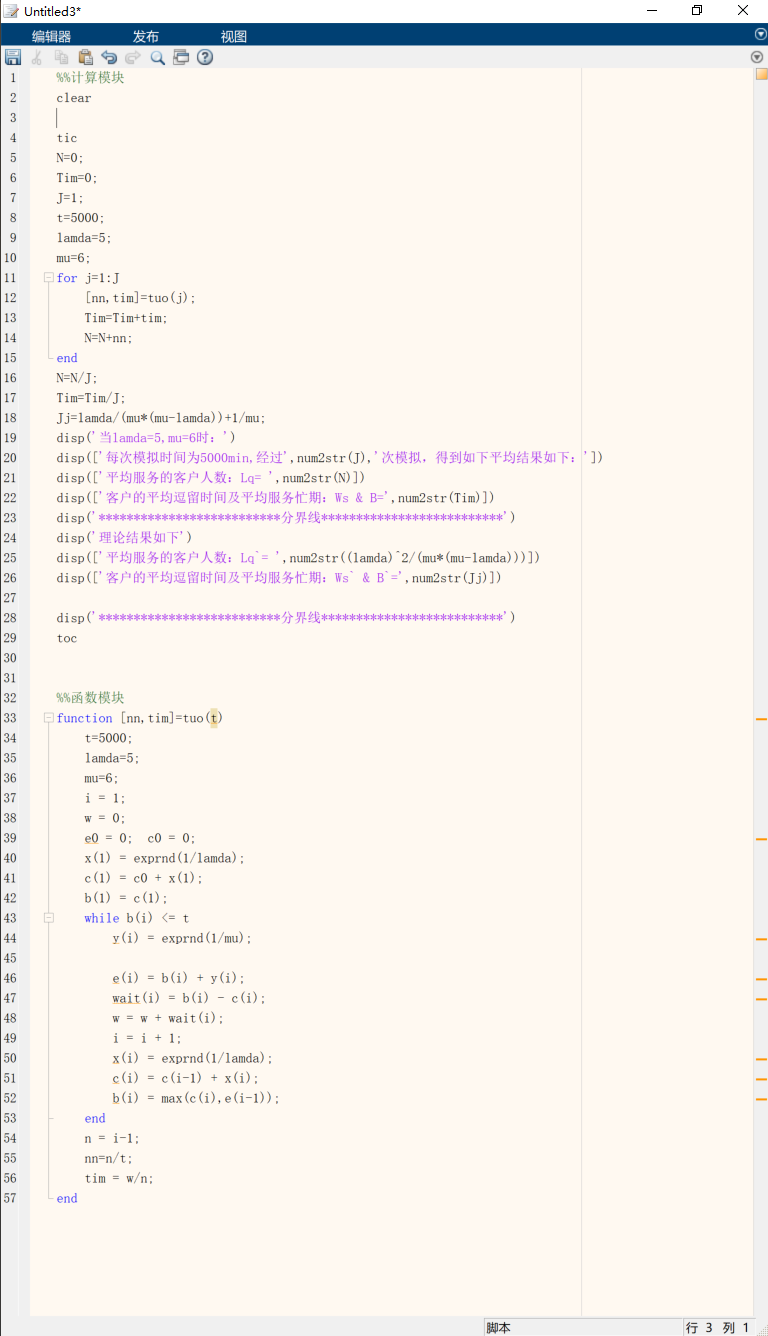 Untitled3*
编辑器 发布 视图
1 %%计算模块
2 clear
3
4 tic
5 N=0;
6 Tim=0;
7 J=1;
8 t=5000;
9 lamda=5;
10 mu=6;
11 for j=1:J
12 [nn,tim]=tuo(j);
13 Tim=Tim+tim;
14 N=N+nn;
15 end
16 N=N/J;
17 Tim=Tim/J;
18 Jj=lamda/(mu*(mu-lamda))+1/mu;
19 disp('当lamda=5,mu=6时：')
20 disp(['每次模拟时间为5000min,经过',num2str(J),'次模拟，得到如下平均结果如下：'])
21 disp(['平均服务的客户人数：Lq= ',num2str(N)])
22 disp(['客户的平均逗留时间及平均服务忙期：Ws & B=',num2str(Tim)])
23 disp('**************************分界线**************************')
24 disp('理论结果如下')
25 disp(['平均服务的客户人数：Lq`= ',num2str((lamda)^2/(mu*(mu-lamda)))])
26 disp(['客户的平均逗留时间及平均服务忙期：Ws` & B`=',num2str(Jj)])
27
28 disp('**************************分界线**************************')
29 toc
30
31
32 %%函数模块
33 function [nn,tim]=tuo(t)
34 t=5000;
35 lamda=5;
36 mu=6;
37 i = 1;
38 w = 0;
39 e0 = 0; c0 = 0;
40 x(1) = exprnd(1/lamda);
41 c(1) = c0 + x(1);
42 b(1) = c(1);
43 while b(i) <= t
44 y(i) = exprnd(1/mu);
45
46 e(i) = b(i) + y(i);
47 wait(i) = b(i) - c(i);
48 w = w + wait(i);
49 i = i + 1;
50 x(i) = exprnd(1/lamda);
51 c(i) = c(i-1) + x(i);
52 b(i) = max(c(i),e(i-1));
53 end
54 n = i-1;
55 nn=n/t;
56 tim = w/n;
57 end
脚本 行 3 列 1